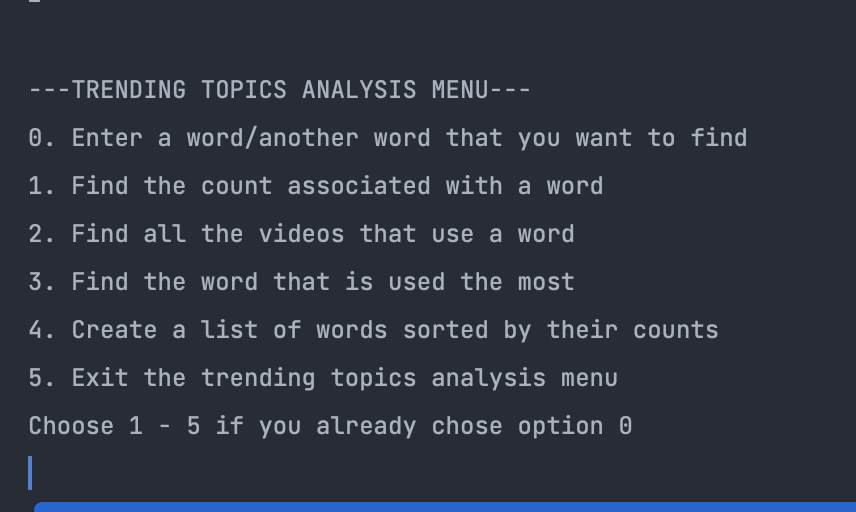 ---TRENDING TOPICS ANALYSIS MENU---
0. Enter a word/another word that you want to find
1. Find the count associated with a word
2. Find all the videos that use a word
3. Find the word that is used the most
4. Create a list of words sorted by their counts
5. Exit the trending topics analysis menu
Choose 1 - 5 if you already chose option 0